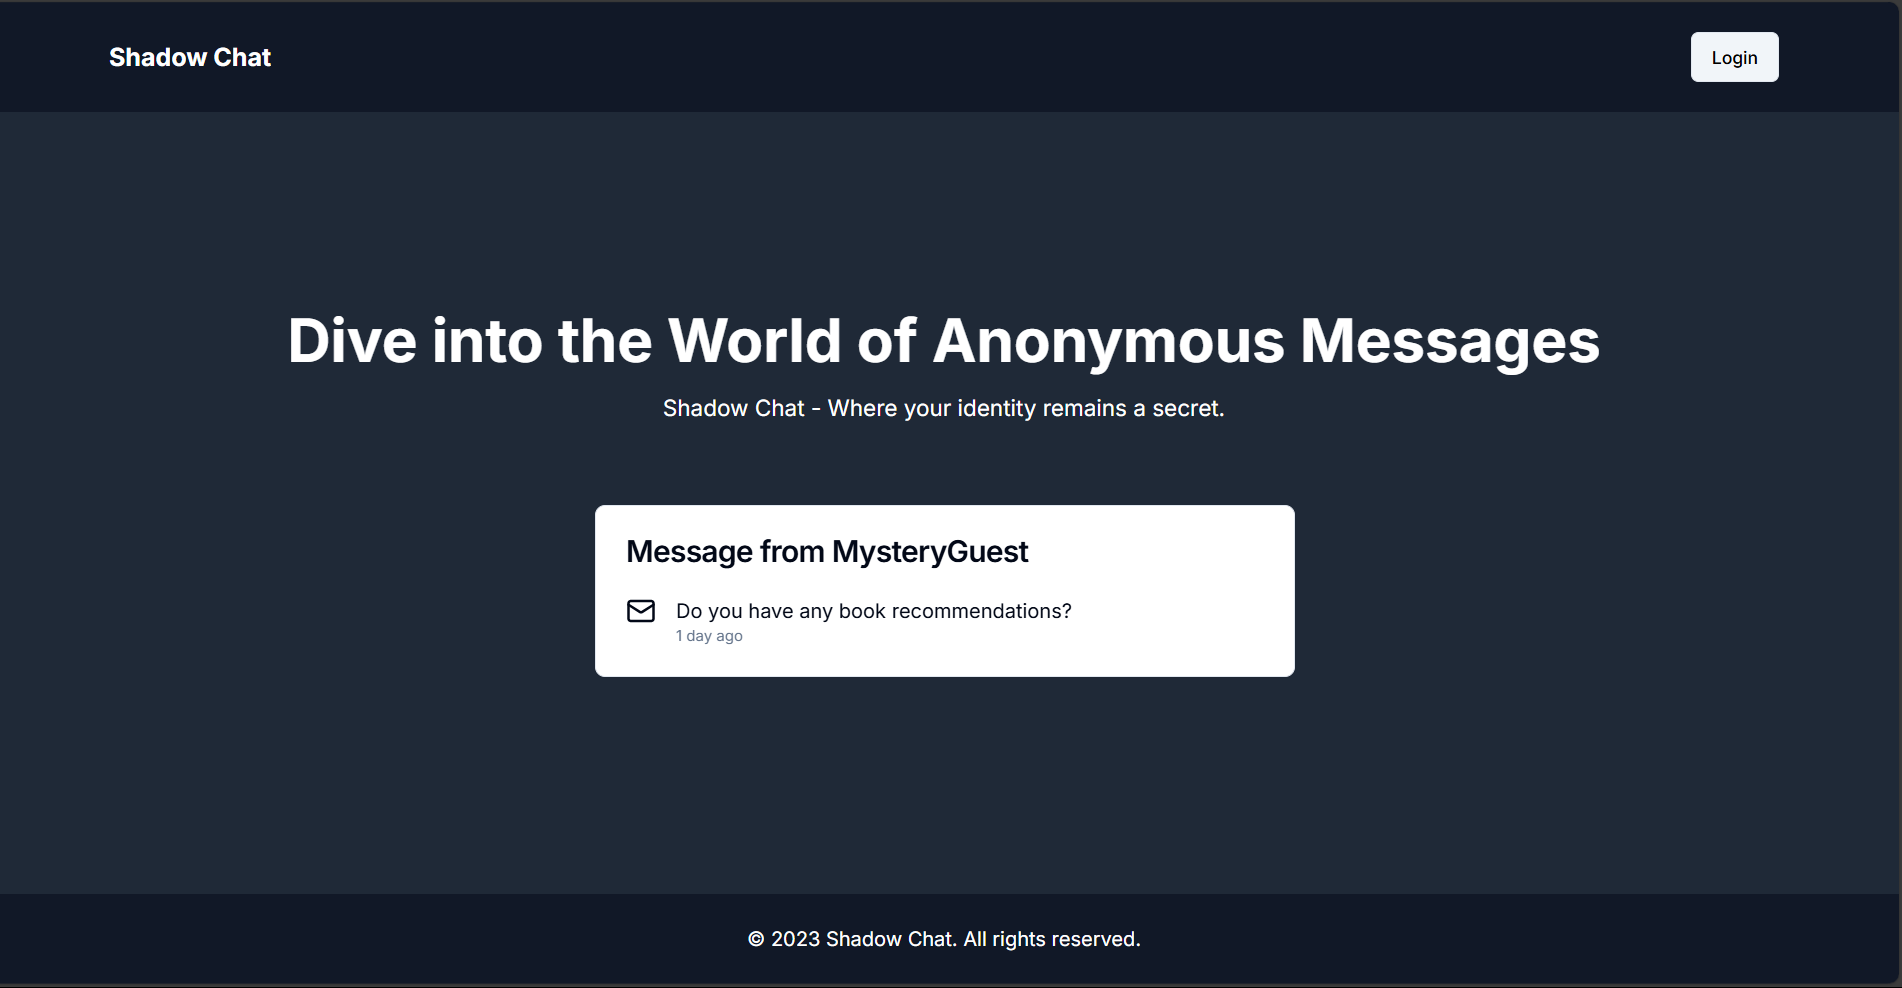 Shadow Chat
Login
Dive into the World of Anonymous Messages
Shadow Chat - Where your identity remains a secret.
Message from MysteryGuest
Do you have any book recommendations?
1 day ago
© 2023 Shadow Chat. All rights reserved.